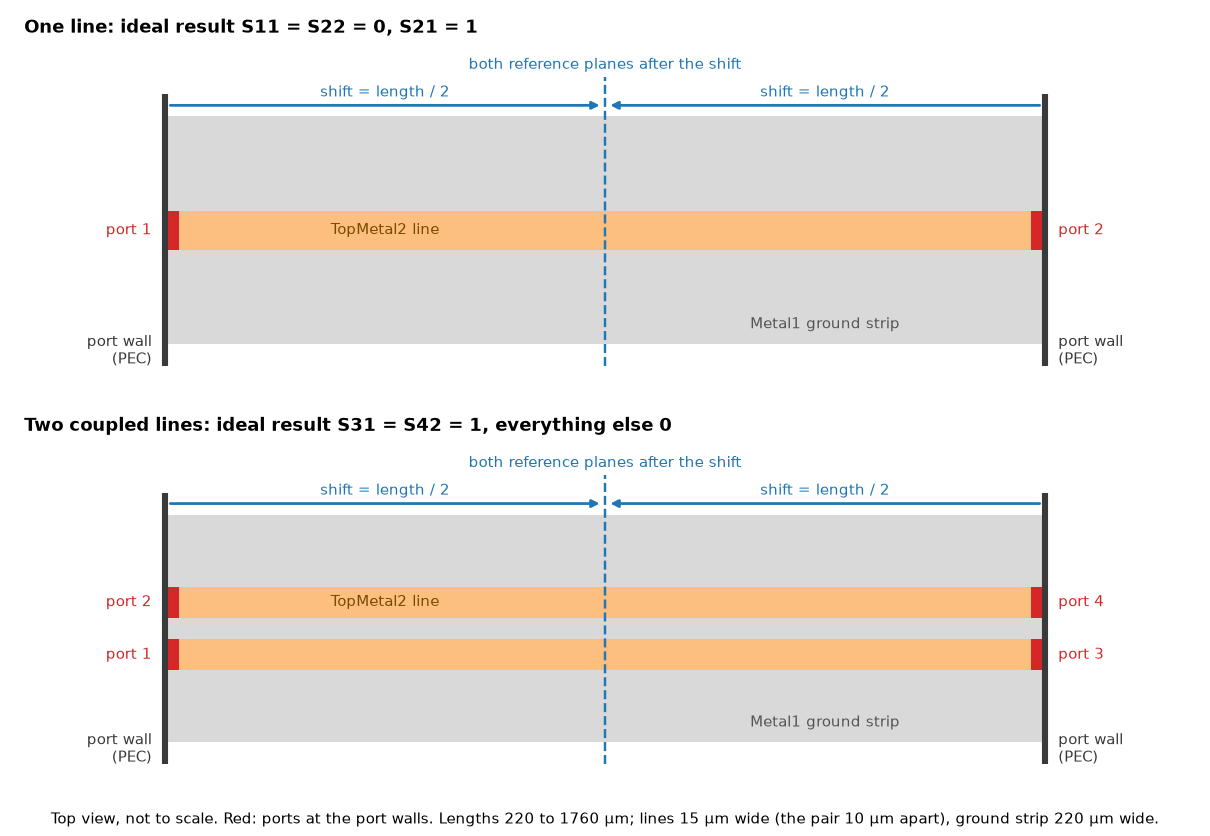 One line: ideal result S11 = S22 = 0, S21 = 1
both reference planes after the shift
shift = length / 2
shift = length / 2
port 1
TopMetal2 line
port 2
Metal1 ground strip
port wall
(PEC)
port wall
(PEC)
Two coupled lines: ideal result S31 = S42 = 1, everything else 0
both reference planes after the shift
shift = length / 2
shift = length / 2
port 2
TopMetal2 line
port 4
port 1
port 3
Metal1 ground strip
port wall
(PEC)
port wall
(PEC)
Top view, not to scale. Red: ports at the port walls. Lengths 220 to 1760 µm; lines 15 µm wide (the pair 10 µm apart), ground strip 220 µm wide.